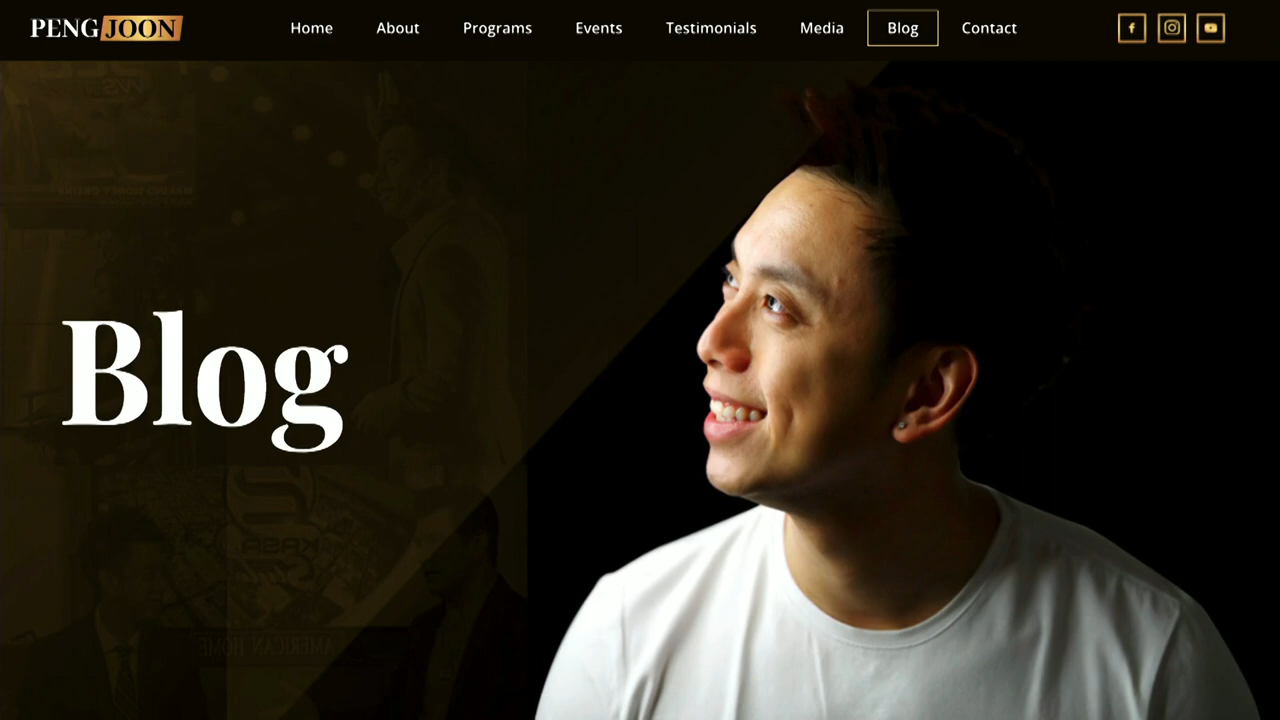 PENG JOON
Home
About
Programs
Events
Testimonials
Media
Blog
Contact
Blog